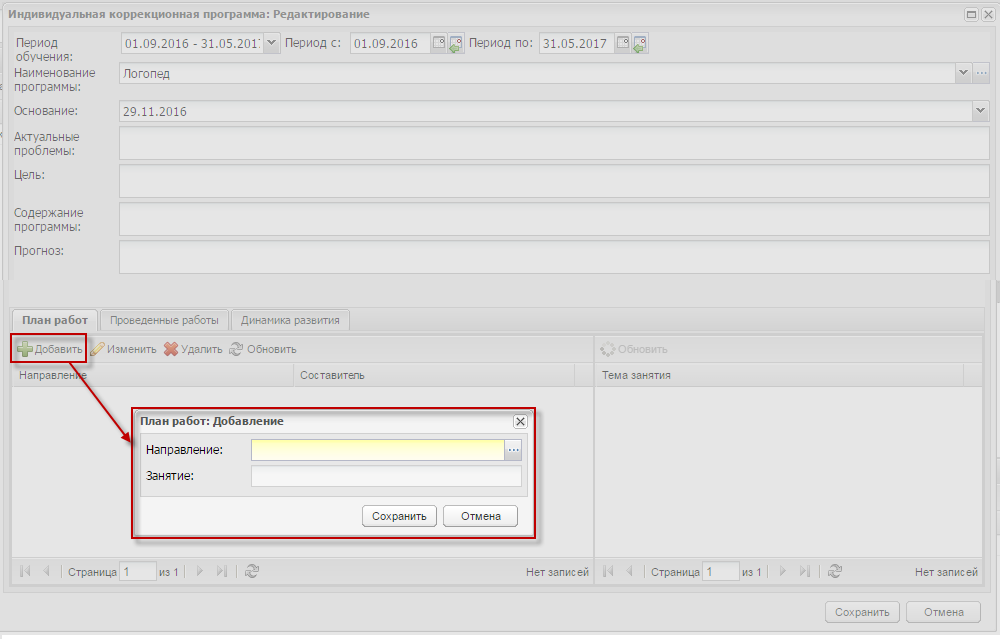 Индивидуальная коррекционная программа: Редактирование
Период обучения: 01.09.2016 - 31.05.201 Период с: 01.09.2016 Период по: 31.05.2017
Наименование программы: Логопед
Основание: 29.11.2016
Актуальные проблемы:
Цель:
Содержание программы:
Прогноз:
План работ Проведенные работы Динамика развития
Добавить Изменить Удалить Обновить Обновить
Направление Составитель Тема занятия
План работ: Добавление
Направление: ...
Занятие:
Сохранить Отмена
Страница 1 из 1 Нет записей Страница 1 из 1 Нет записей
Сохранить Отмена